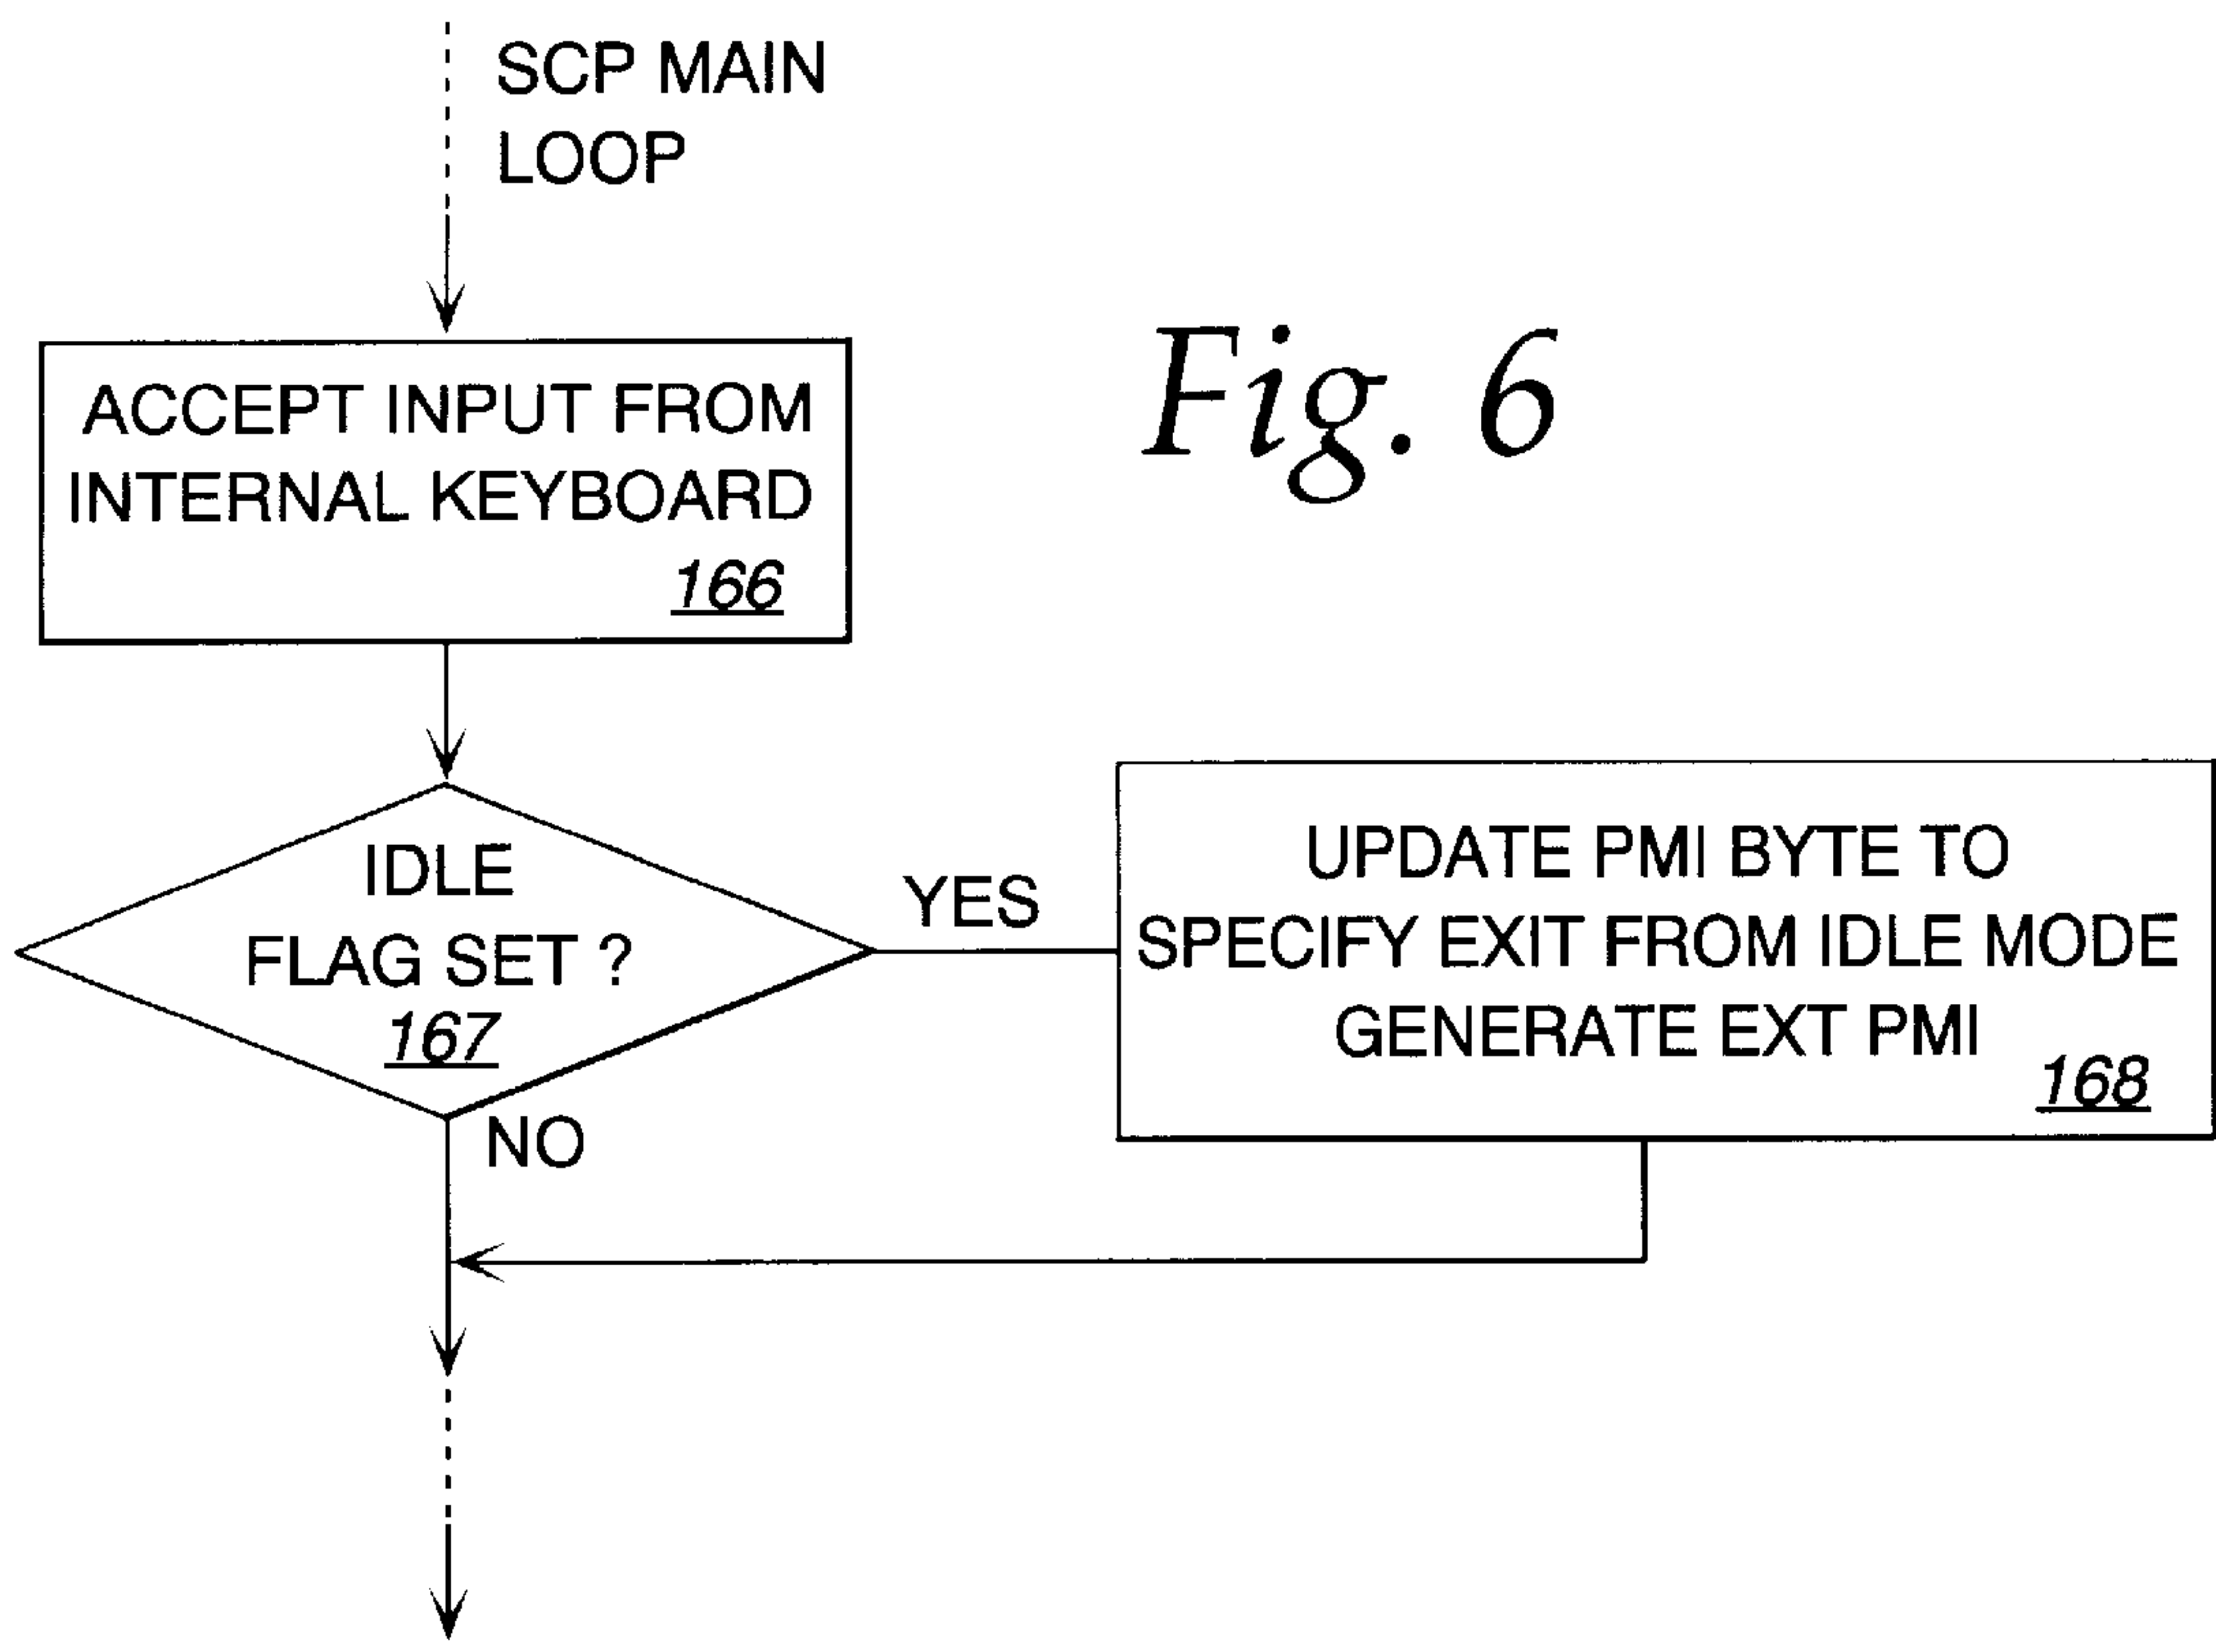 SCP MAIN
LOOP
Fig. 6
ACCEPT INPUT FROM
INTERNAL KEYBOARD
166
IDLE
FLAG SET ?
167
YES
NO
UPDATE PMI BYTE TO
SPECIFY EXIT FROM IDLE MODE
GENERATE EXT PMI
168